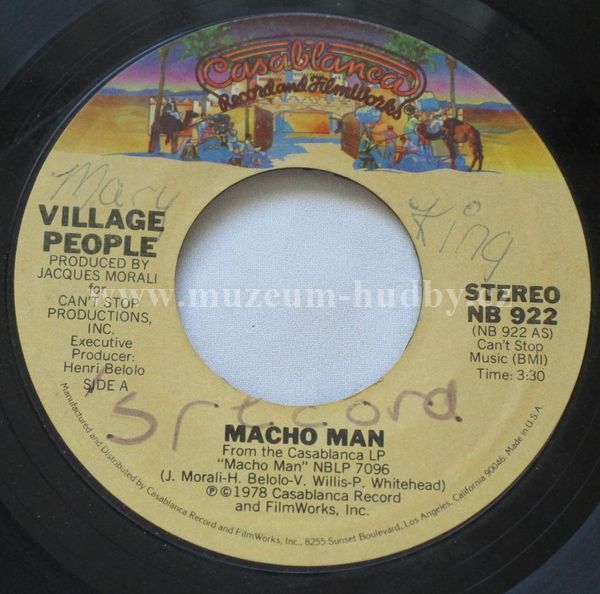 Casablanca
Record and FilmWorks
Mary King
's record
VILLAGE
PEOPLE
PRODUCED BY
JACQUES MORALI
for
CAN'T STOP
PRODUCTIONS,
INC.
Executive
Producer:
Henri Belolo
SIDE A
STEREO
NB 922
(NB 922 AS)
Can't Stop
Music (BMI)
Time: 3:30
www.muzeum-hudby.cz
MACHO MAN
From the Casablanca LP
"Macho Man" NBLP 7096
(J. Morali-H. Belolo-V. Willis-P. Whitehead)
℗©1978 Casablanca Record
and FilmWorks, Inc.
Manufactured and Distributed by Casablanca Record and FilmWorks, Inc., 8255 Sunset Boulevard, Los Angeles, California 90046. Made in U.S.A.